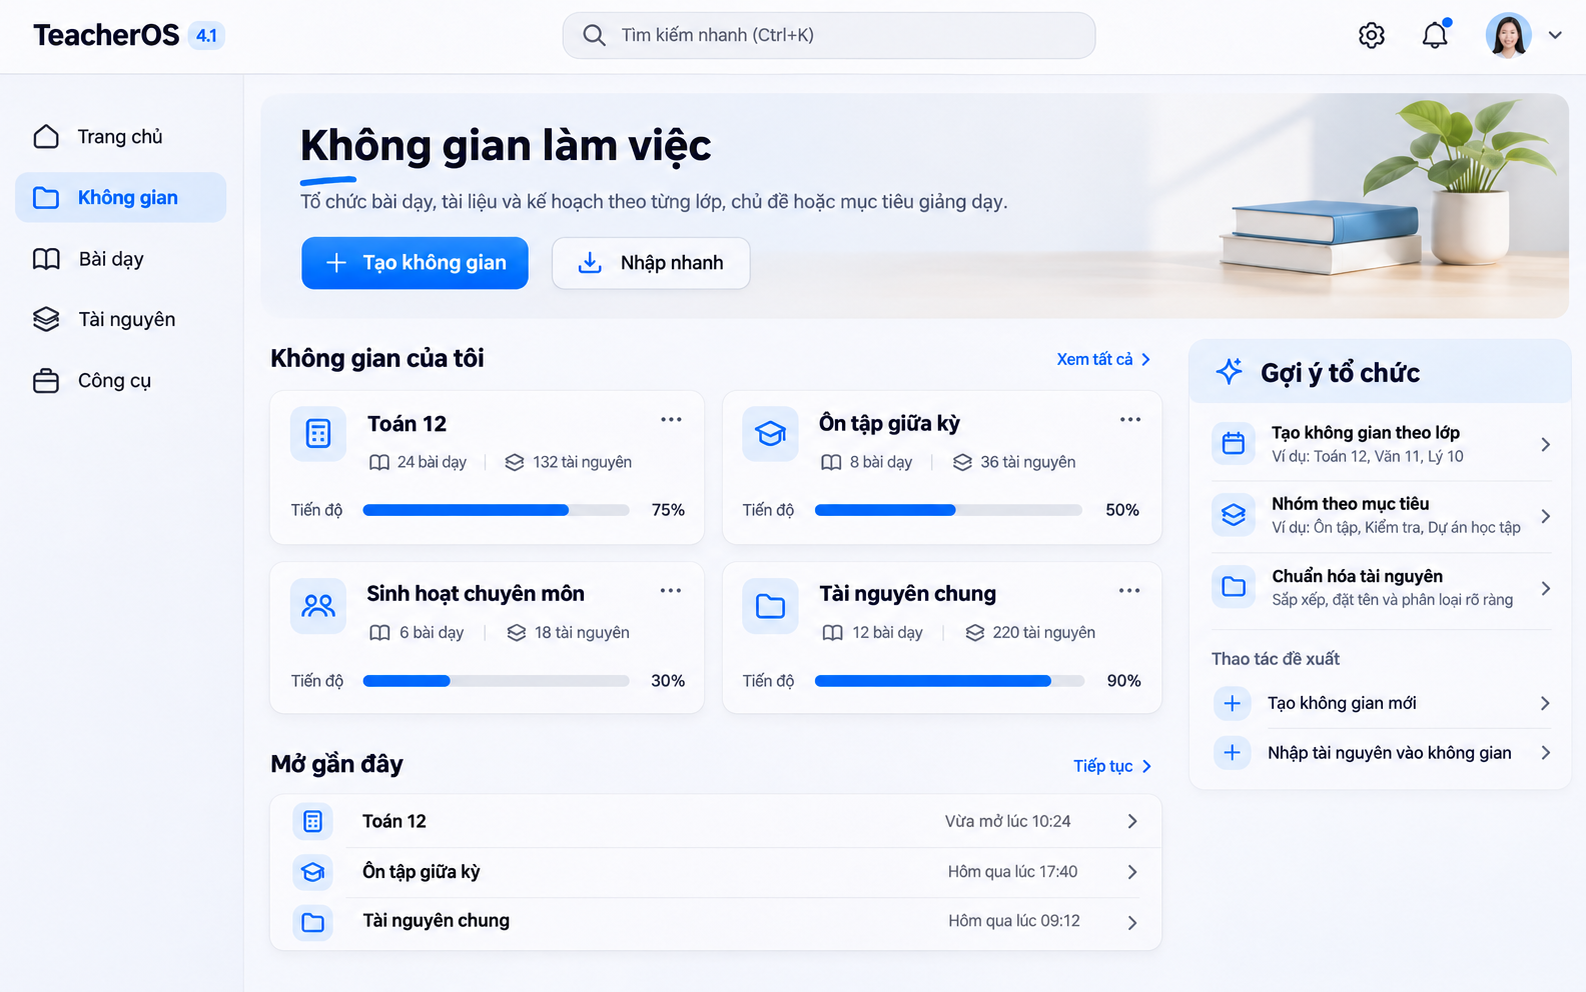 TeacherOS 4.1
Tìm kiếm nhanh (Ctrl+K)
Trang chủ
Không gian
Bài dạy
Tài nguyên
Công cụ
Không gian làm việc
Tổ chức bài dạy, tài liệu và kế hoạch theo từng lớp, chủ đề hoặc mục tiêu giảng dạy.
Tạo không gian
Nhập nhanh
Không gian của tôi
Xem tất cả
Toán 12
24 bài dạy
132 tài nguyên
Tiến độ
75%
Ôn tập giữa kỳ
8 bài dạy
36 tài nguyên
Tiến độ
50%
Sinh hoạt chuyên môn
6 bài dạy
18 tài nguyên
Tiến độ
30%
Tài nguyên chung
12 bài dạy
220 tài nguyên
Tiến độ
90%
Mở gần đây
Tiếp tục
Toán 12
Vừa mở lúc 10:24
Ôn tập giữa kỳ
Hôm qua lúc 17:40
Tài nguyên chung
Hôm qua lúc 09:12
Gợi ý tổ chức
Tạo không gian theo lớp
Ví dụ: Toán 12, Văn 11, Lý 10
Nhóm theo mục tiêu
Ví dụ: Ôn tập, Kiểm tra, Dự án học tập
Chuẩn hóa tài nguyên
Sắp xếp, đặt tên và phân loại rõ ràng
Thao tác đề xuất
Tạo không gian mới
Nhập tài nguyên vào không gian